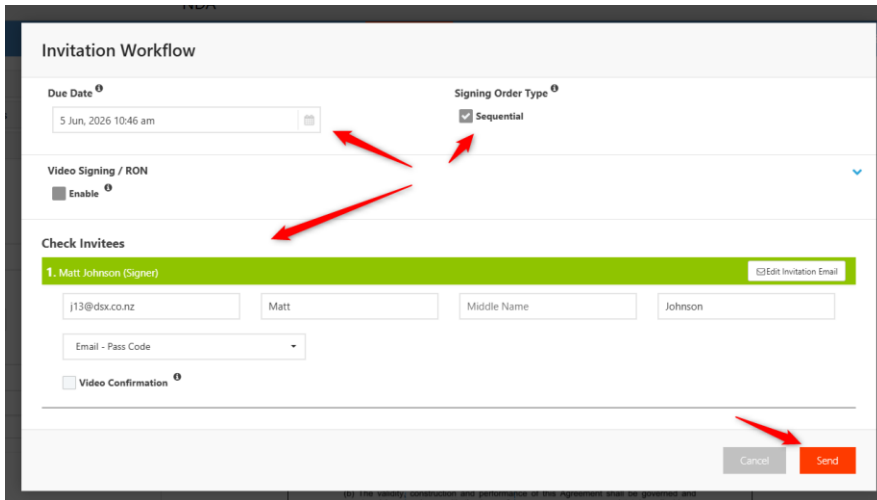 NDA
Invitation Workflow
Due Date
Signing Order Type
5 Jun, 2026 10:46 am
Sequential
Video Signing / RON
Enable
Check Invitees
1. Matt Johnson (Signer)
Edit Invitation Email
j13@dsx.co.nz
Matt
Middle Name
Johnson
Email - Pass Code
Video Confirmation
Cancel
Send
(b) The validity, construction and performance of this Agreement shall be governed and